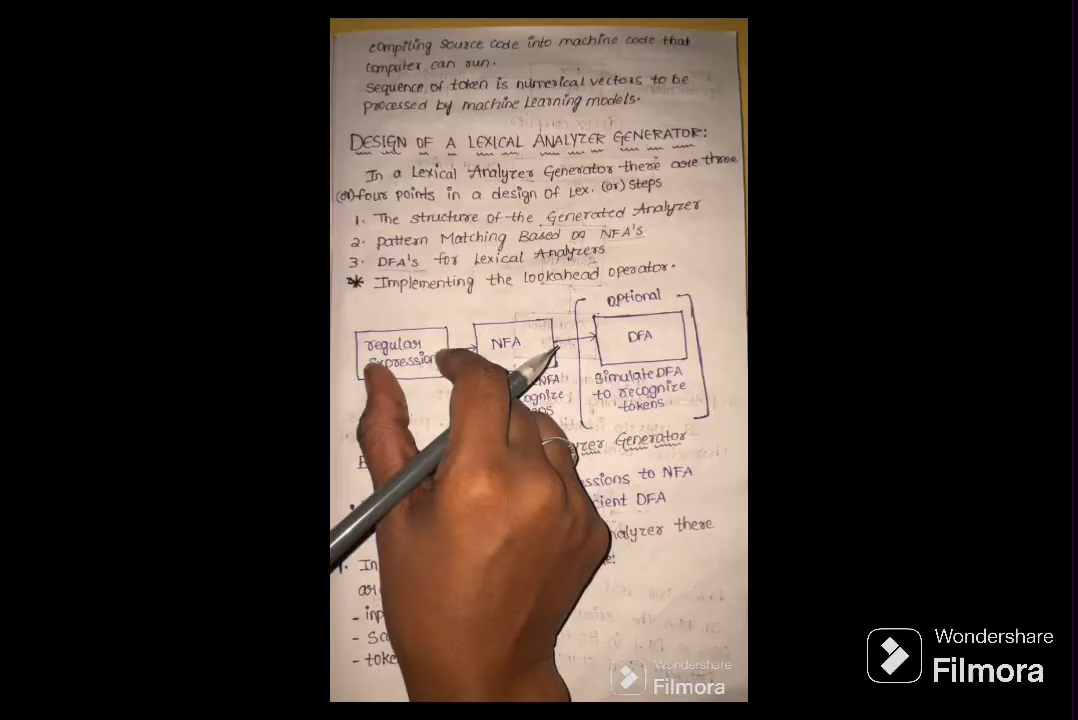 compiling source code into machine code that
computer can run.
sequence of token is numerical vectors to be
processed by machine Learning models.
DESIGN OF A LEXICAL ANALYZER GENERATOR:
In a Lexical Analyzer Generator there are three
(or) four points in a design of Lex. (or) Steps
1. The structure of the Generated Analyzer
2. pattern Matching Based on NFA's
3. DFA's for Lexical Analyzers
* Implementing the lookahead operator.
optional
regular
Expression
NFA
DFA
NFA
simulate DFA
to recognize
tokens
Generator
to NFA
DFA
there
In
Wondershare
Filmora
Wondershare
Filmora